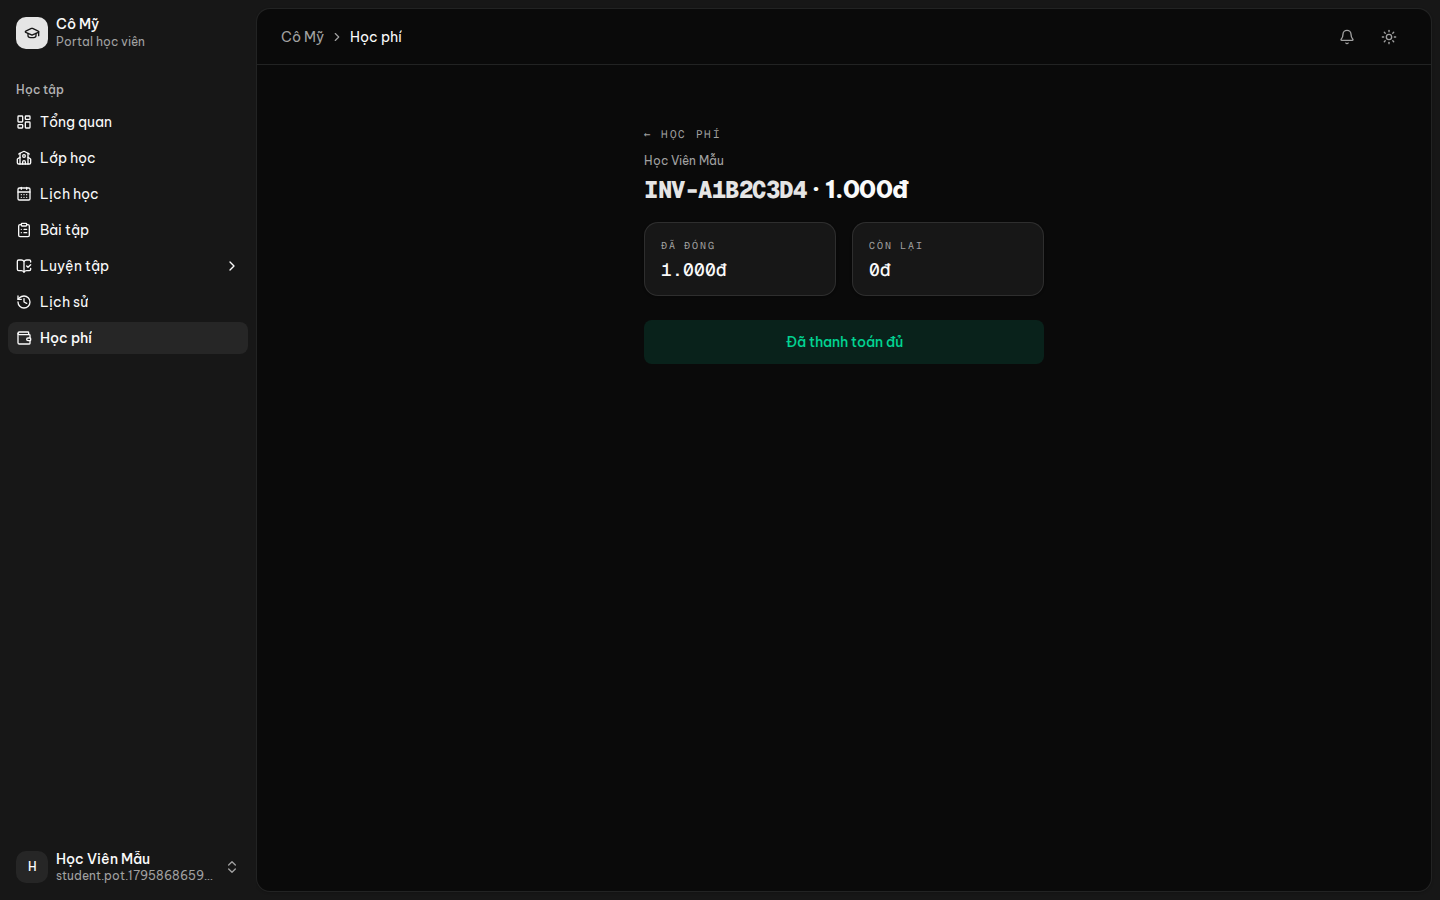 Cô Mỹ
Portal học viên
Học tập
Tổng quan
Lớp học
Lịch học
Bài tập
Luyện tập
Lịch sử
Học phí
Học Viên Mẫu
student.pot.1795868659...
H
Cô Mỹ > Học phí
← HỌC PHÍ
Học Viên Mẫu
INV-A1B2C3D4 · 1.000đ
ĐÃ ĐÓNG
1.000đ
CÒN LẠI
0đ
Đã thanh toán đủ